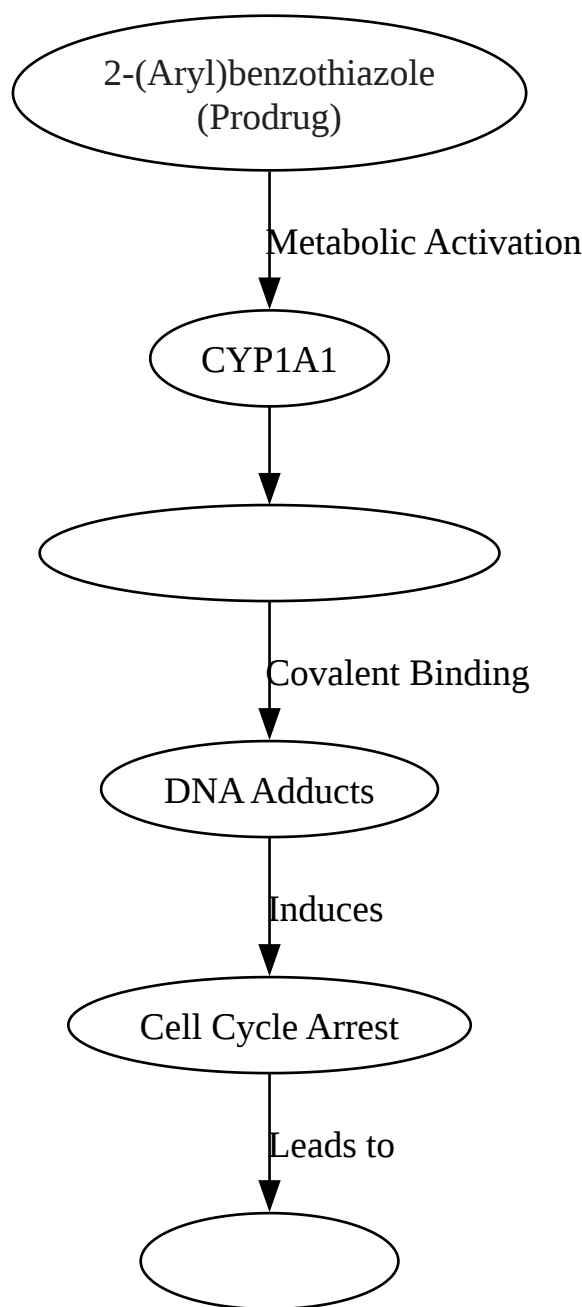 2-(Aryl)benzothiazole
(Prodrug)
Metabolic Activation
CYP1A1
Covalent Binding
DNA Adducts
Induces
Cell Cycle Arrest
Leads to